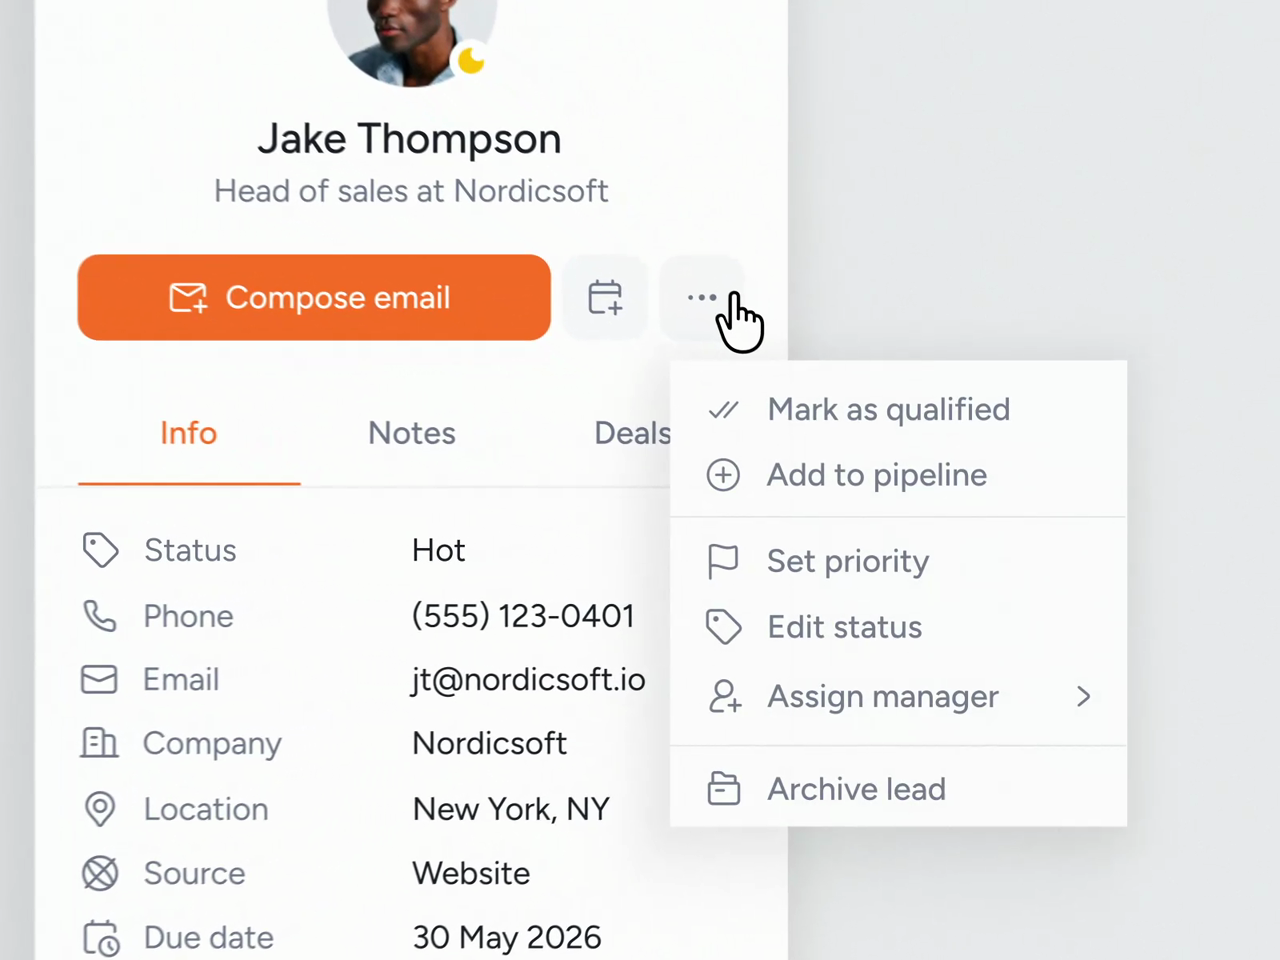 Jake Thompson
Head of sales at Nordicsoft
Compose email
Info Notes Deals
Mark as qualified
Add to pipeline
Set priority
Edit status
Assign manager
Archive lead
Status Hot
Phone (555) 123-0401
Email jt@nordicsoft.io
Company Nordicsoft
Location New York, NY
Source Website
Due date 30 May 2026